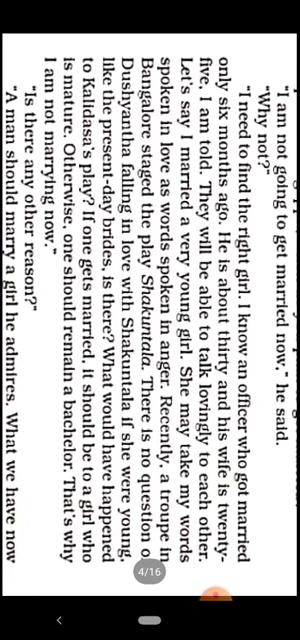 "I am not going to get married now," he said.
"Why not?"
"I need to find the right girl. I know an officer who got married
only six months ago. He is about thirty and his wife is twenty-
five, I am told. They will be able to talk lovingly to each other.
Let's say I married a very young girl. She may take my words
spoken in love as words spoken in anger. Recently, a troupe in
Bangalore staged the play Shakuntala. There is no question o
Dushyantha falling in love with Shakuntala if she were young,
like the present-day brides, is there? What would have happened
to Kalidasa's play? If one gets married, it should be to a girl who
is mature. Otherwise, one should remain a bachelor. That's why
I am not marrying now."
"Is there any other reason?"
"A man should marry a girl he admires. What we have now
4/16